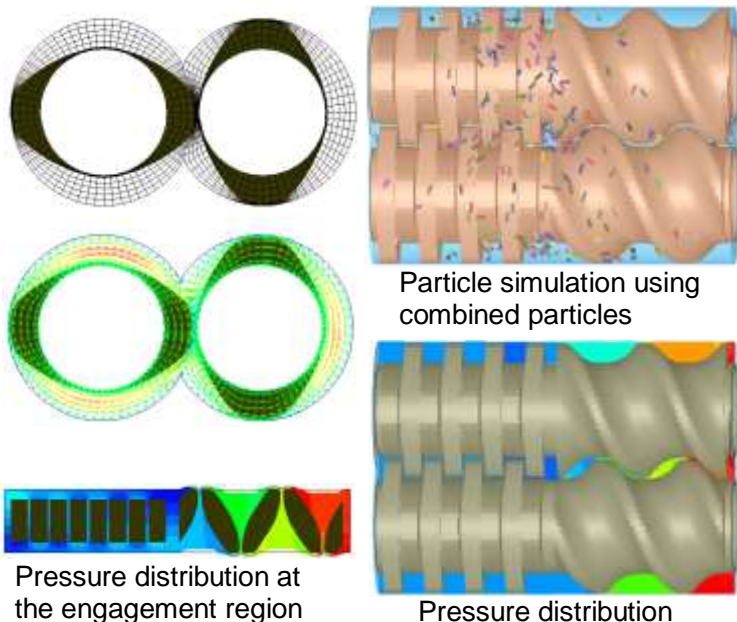 Particle simulation using
combined particles
Pressure distribution at
the engagement region
Pressure distribution